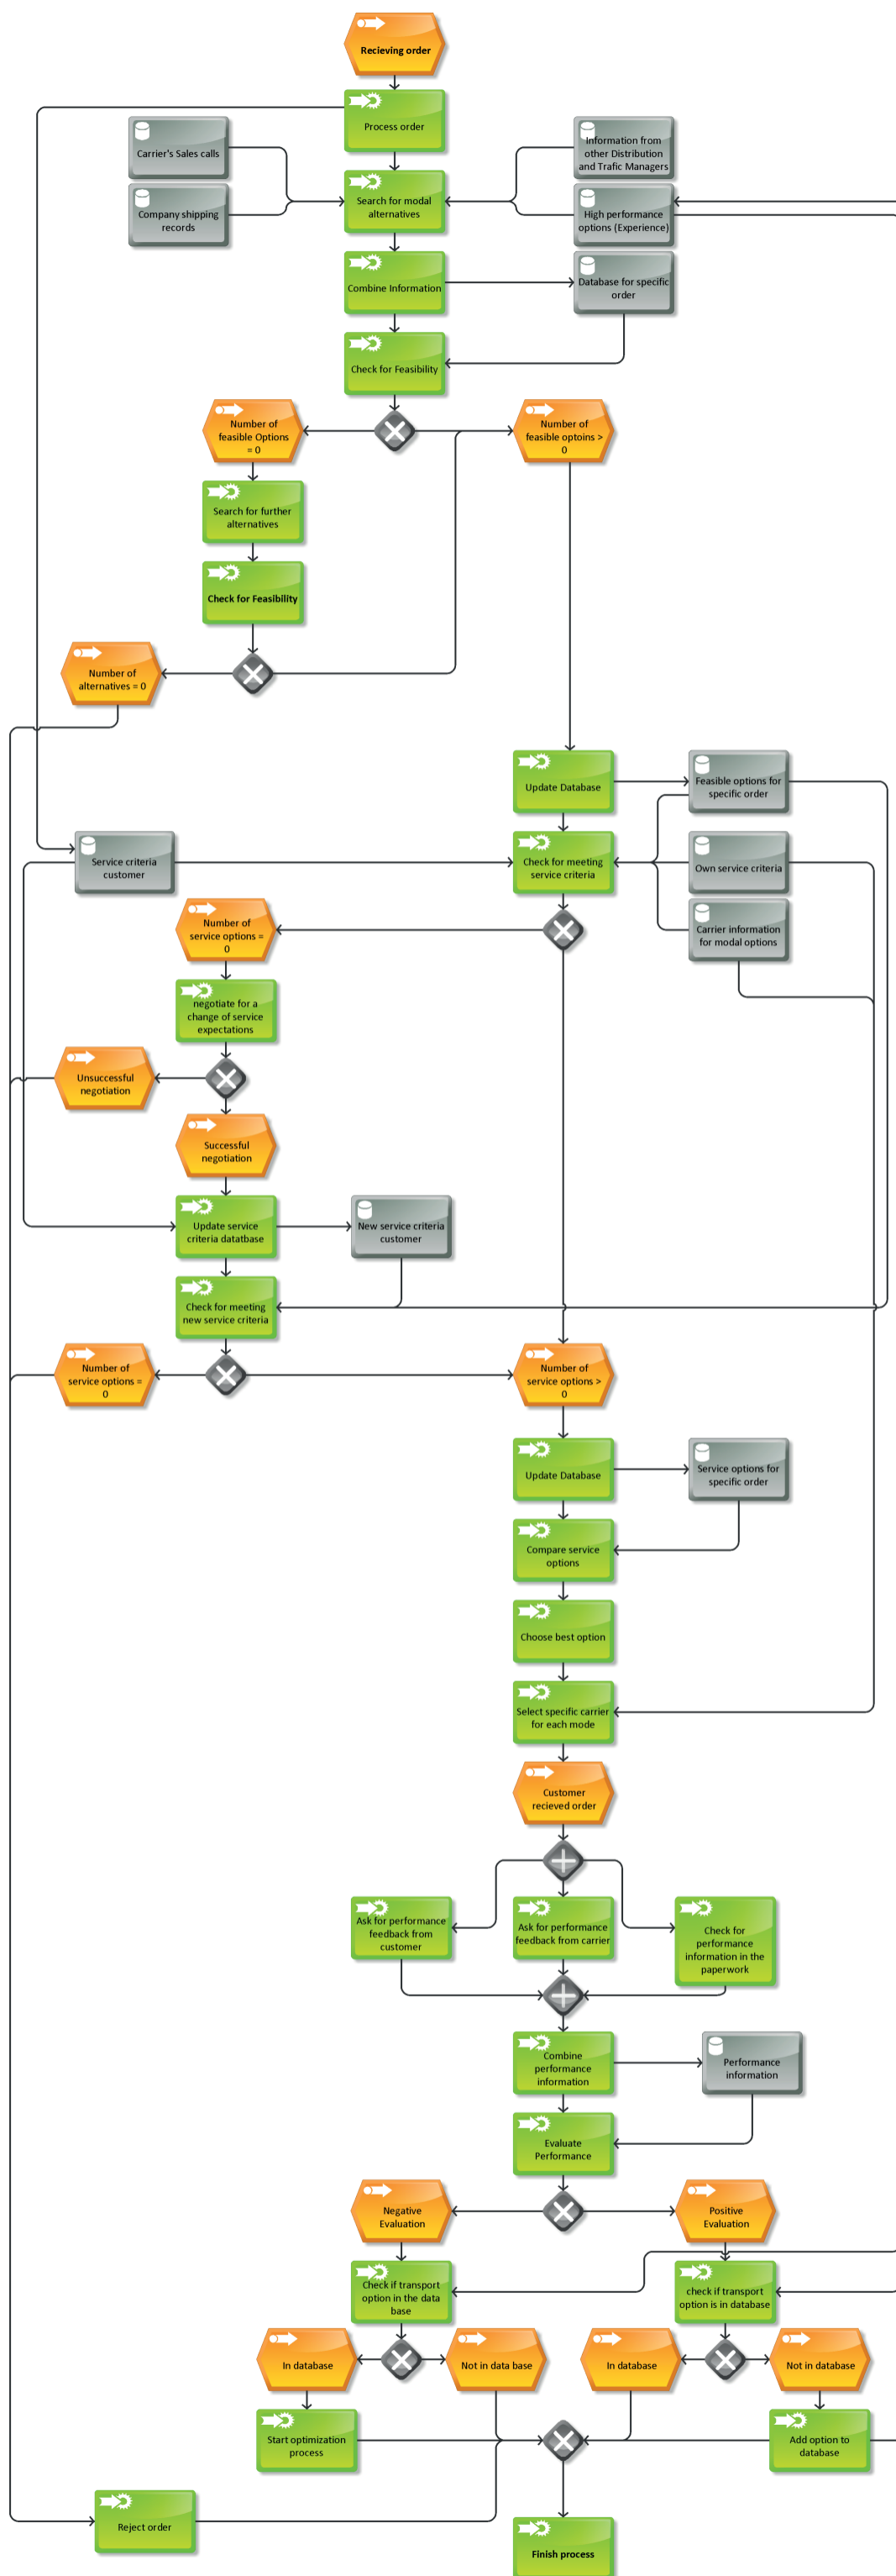 Recieving order
Process order
Carrier's Sales calls
Information from
other Distribution
and Trafic Managers
Search for modal
alternatives
Company shipping
records
High performance
options (Experience)
Combine Information
Database for specific
order
Check for Feasibility
Number of
feasible Options
= 0
Number of
feasible optoins >
0
Search for further
alternatives
Check for Feasibility
Number of
alternatives = 0
Update Database
Feasible options for
specific order
Service criteria
customer
Check for meeting
service criteria
Own service criteria
Number of
service options =
0
Carrier information
for modal options
negotiate for a
change of service
expectations
Unsuccessful
negotiation
Successful
negotiation
Update service
criteria datatbase
New service criteria
customer
Check for meeting
new service criteria
Number of
service options =
0
Number of
service options >
0
Update Database
Service options for
specific order
Compare service
options
Choose best option
Select specific carrier
for each mode
Customer
recieved order
Ask for performance
feedback from
customer
Ask for performance
feedback from carrier
Check for
performance
information in the
paperwork
Combine
performance
information
Performance
information
Evaluate
Performance
Negative
Evaluation
Positive
Evaluation
Check if transport
option in the data
base
check if transport
option is in database
In database
Not in data base
In database
Not in database
Start optimization
process
Add option to
database
Reject order
Finish process